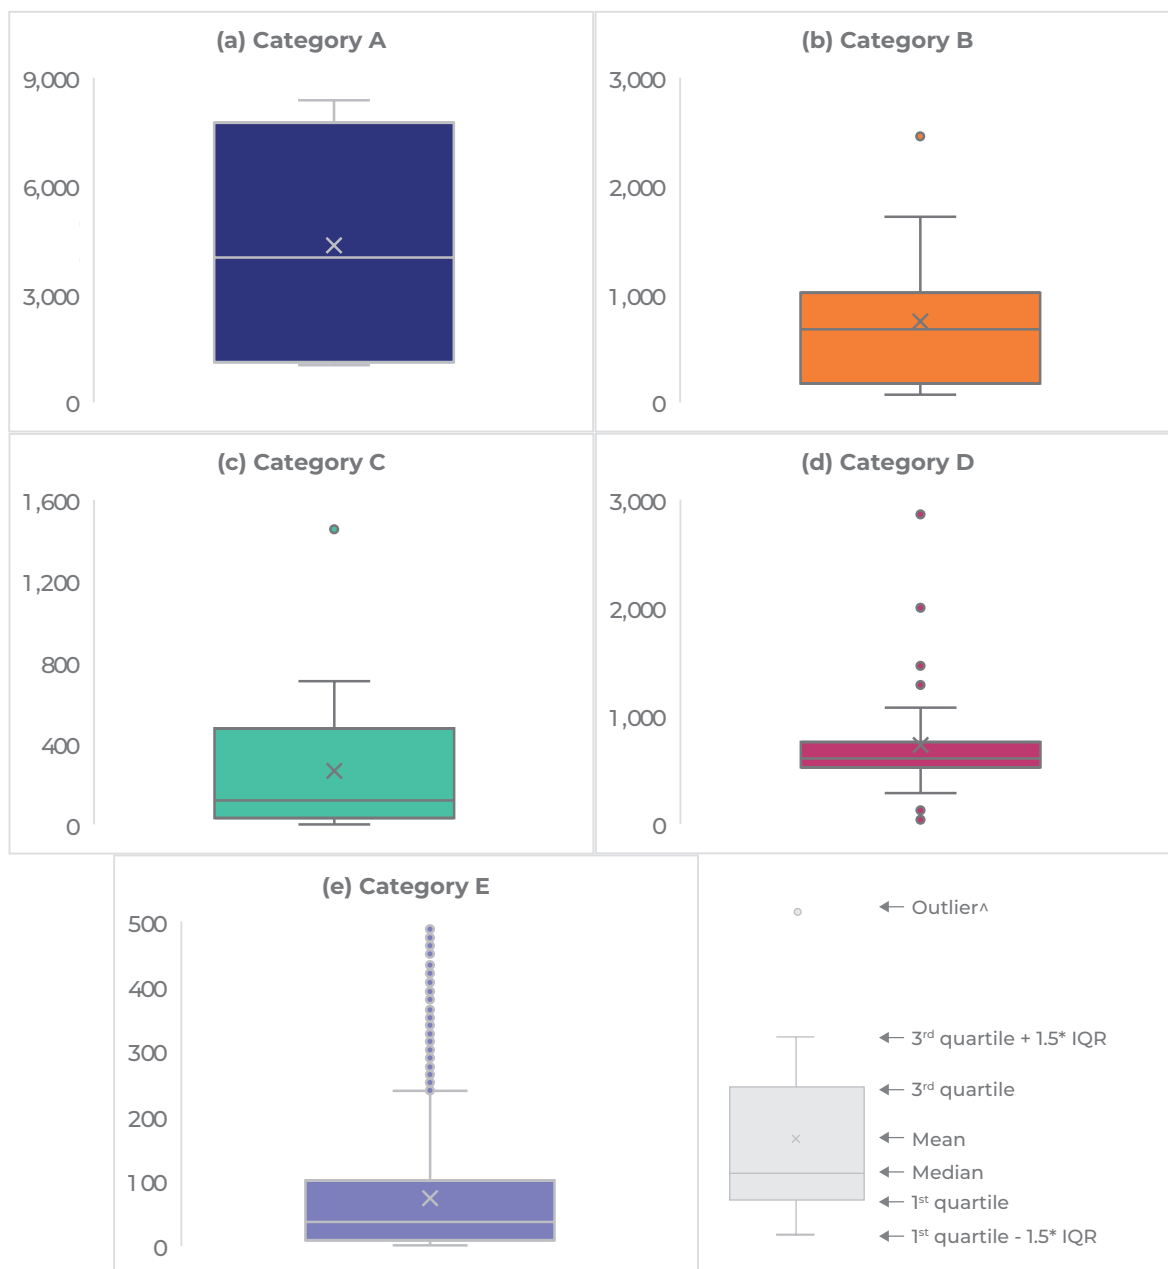 (a) Category A
9,000
6,000
3,000
0
(b) Category B
3,000
2,000
1,000
0
(c) Category C
1,600
1,200
800
400
0
(d) Category D
3,000
2,000
1,000
0
(e) Category E
500
400
300
200
100
0
Outlier^
3rd quartile + 1.5* IQR
3rd quartile
Mean
Median
1st quartile
1st quartile - 1.5* IQR